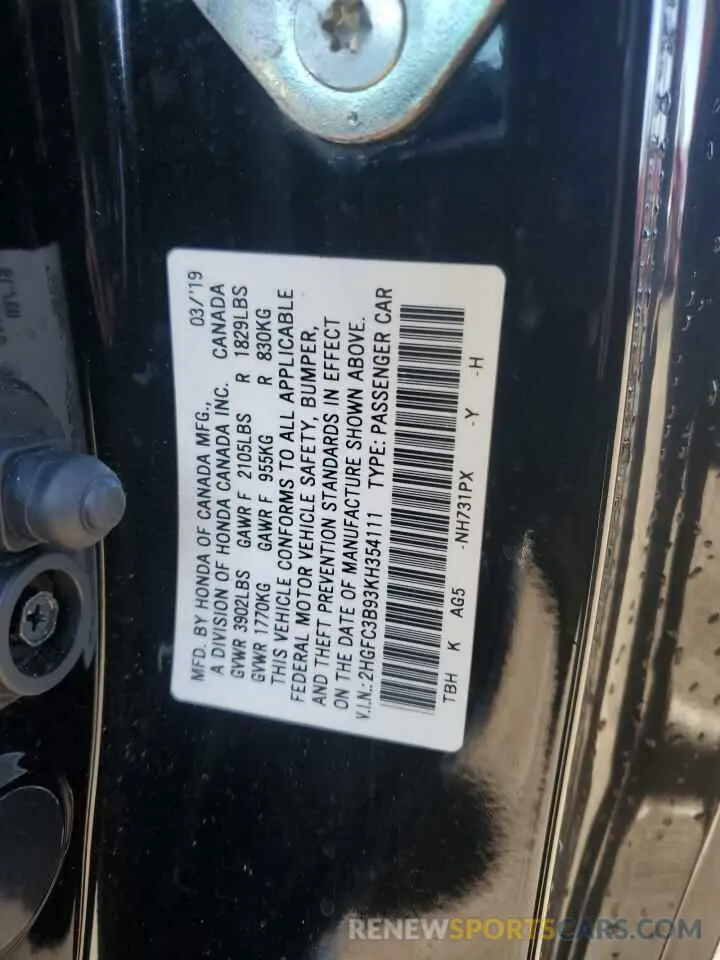 MFD. BY HONDA OF CANADA MFG., 03/'19
A DIVISION OF HONDA CANADA INC. CANADA
GVWR 3902LBS GAWR F 2105LBS R 1829LBS
GVWR 1770KG GAWR F 955KG R 830KG
THIS VEHICLE CONFORMS TO ALL APPLICABLE
FEDERAL MOTOR VEHICLE SAFETY, BUMPER,
AND THEFT PREVENTION STANDARDS IN EFFECT
ON THE DATE OF MANUFACTURE SHOWN ABOVE.
V.I.N.: 2HGFC3B93KH354111 TYPE: PASSENGER CAR
TBH K AG5 -NH731PX -Y -H
RENEWSPORTSCARS.COM